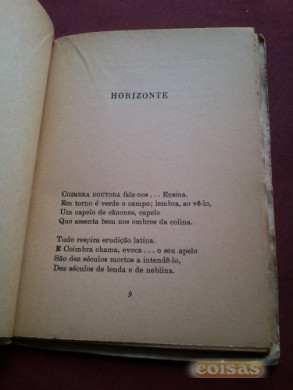 HORIZONTE
COIMBRA DOUTORA fala-nos... Ensina.
Em torno é verde o campo; lembra, ao vê-lo,
Um capelo de cânones, capelo
Que assenta bem nos ombros da colina.
Tudo respira erudição latina.
E Coimbra chama, evoca... o seu apelo
São dez séculos mortos a intendê-lo,
Dez séculos de lenda e de neblina.
9
coisas